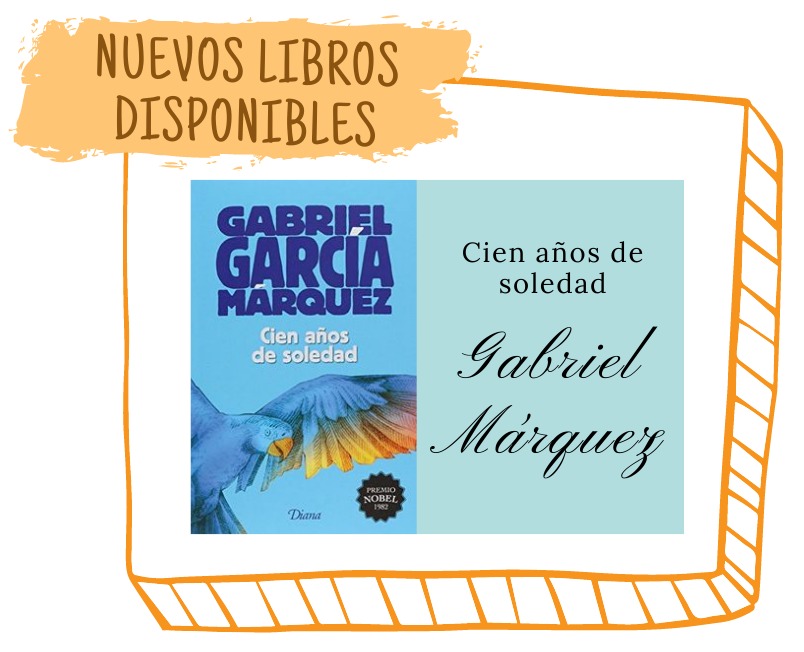 NUEVOS LIBROS
DISPONIBLES
GABRIEL
GARCÍA
MÁRQUEZ
Cien años
de soledad
PREMIO
NOBEL
1982
Diana
Cien años de
soledad
Gabriel
Márquez